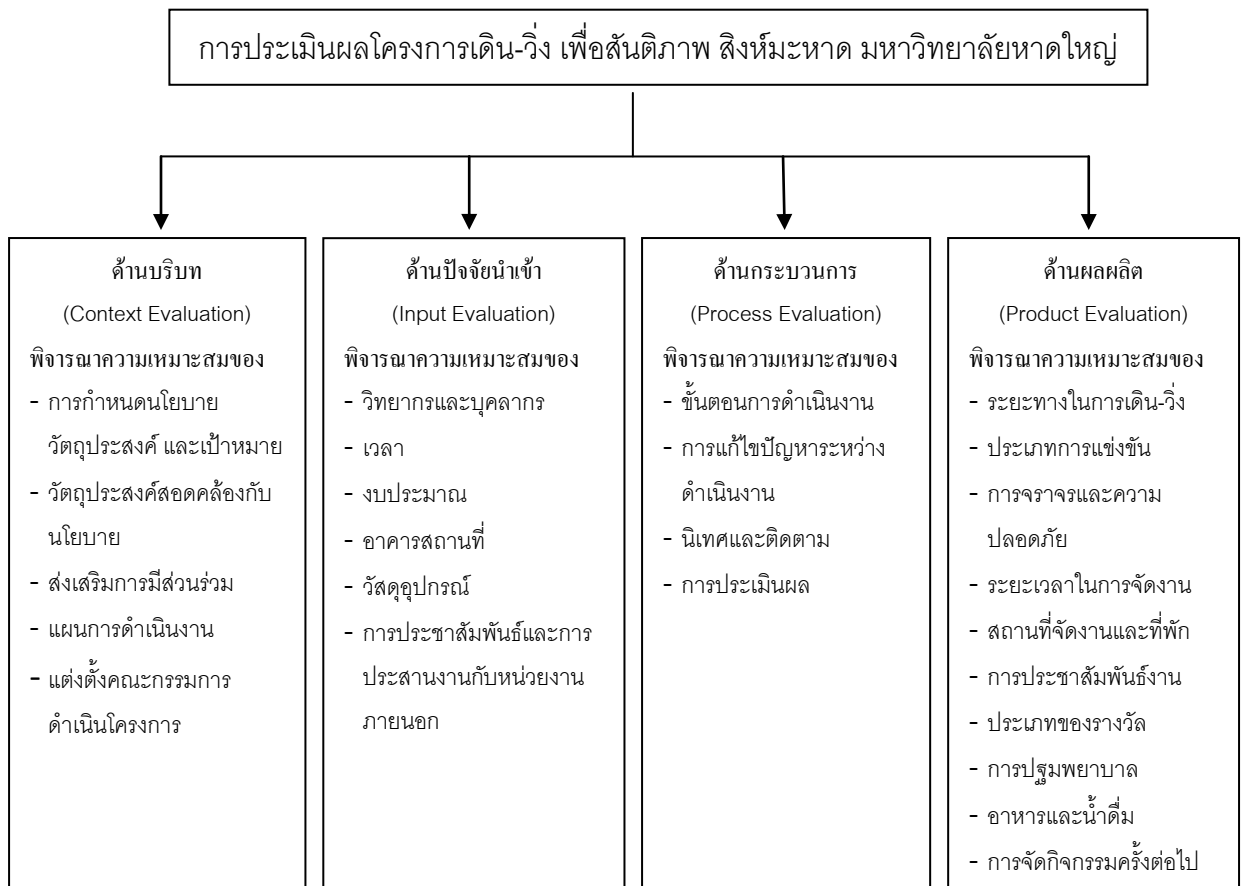 การประเมินผลโครงการเดิน-วิ่ง เพื่อสันติภาพ สิงห์มะหาด มหาวิทยาลัยหาดใหญ่
ด้านบริบท
(Context Evaluation)
พิจารณาความเหมาะสมของ
- การกำหนดนโยบาย
วัตถุประสงค์ และเป้าหมาย
- วัตถุประสงค์สอดคล้องกับ
นโยบาย
- ส่งเสริมการมีส่วนร่วม
- แผนการดำเนินงาน
- แต่งตั้งคณะกรรมการ
ดำเนินโครงการ
ด้านปัจจัยนำเข้า
(Input Evaluation)
พิจารณาความเหมาะสมของ
- วิทยากรและบุคลากร
- เวลา
- งบประมาณ
- อาคารสถานที่
- วัสดุอุปกรณ์
- การประชาสัมพันธ์และการ
ประสานงานกับหน่วยงาน
ภายนอก
ด้านกระบวนการ
(Process Evaluation)
พิจารณาความเหมาะสมของ
- ขั้นตอนการดำเนินงาน
- การแก้ไขปัญหาระหว่าง
ดำเนินงาน
- นิเทศและติดตาม
- การประเมินผล
ด้านผลผลิต
(Product Evaluation)
พิจารณาความเหมาะสมของ
- ระยะทางในการเดิน-วิ่ง
- ประเภทการแข่งขัน
- การจราจรและความ
ปลอดภัย
- ระยะเวลาในการจัดงาน
- สถานที่จัดงานและที่พัก
- การประชาสัมพันธ์งาน
- ประเภทของรางวัล
- การปฐมพยาบาล
- อาหารและน้ำดื่ม
- การจัดกิจกรรมครั้งต่อไป